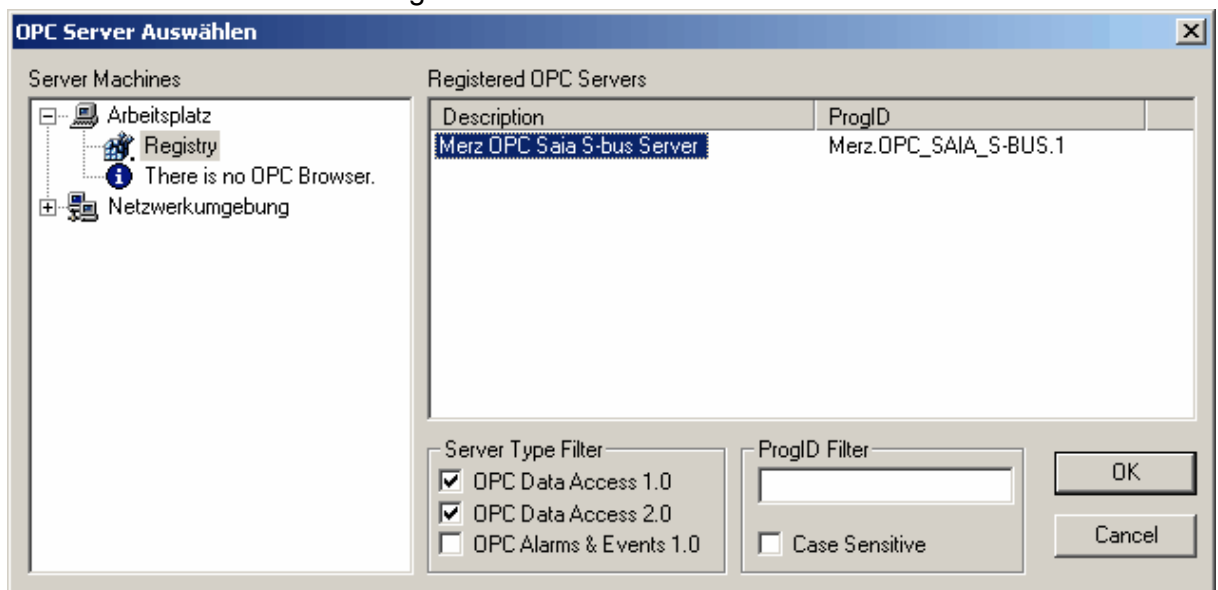 OPC Server Auswählen
Server Machines
Arbeitsplatz
Registry
There is no OPC Browser.
Netzwerkumgebung
Registered OPC Servers
Description ProgID
Merz OPC Saia S-bus Server Merz.OPC_SAIA_S-BUS.1
Server Type Filter
OPC Data Access 1.0
OPC Data Access 2.0
OPC Alarms & Events 1.0
ProgID Filter
Case Sensitive
OK
Cancel